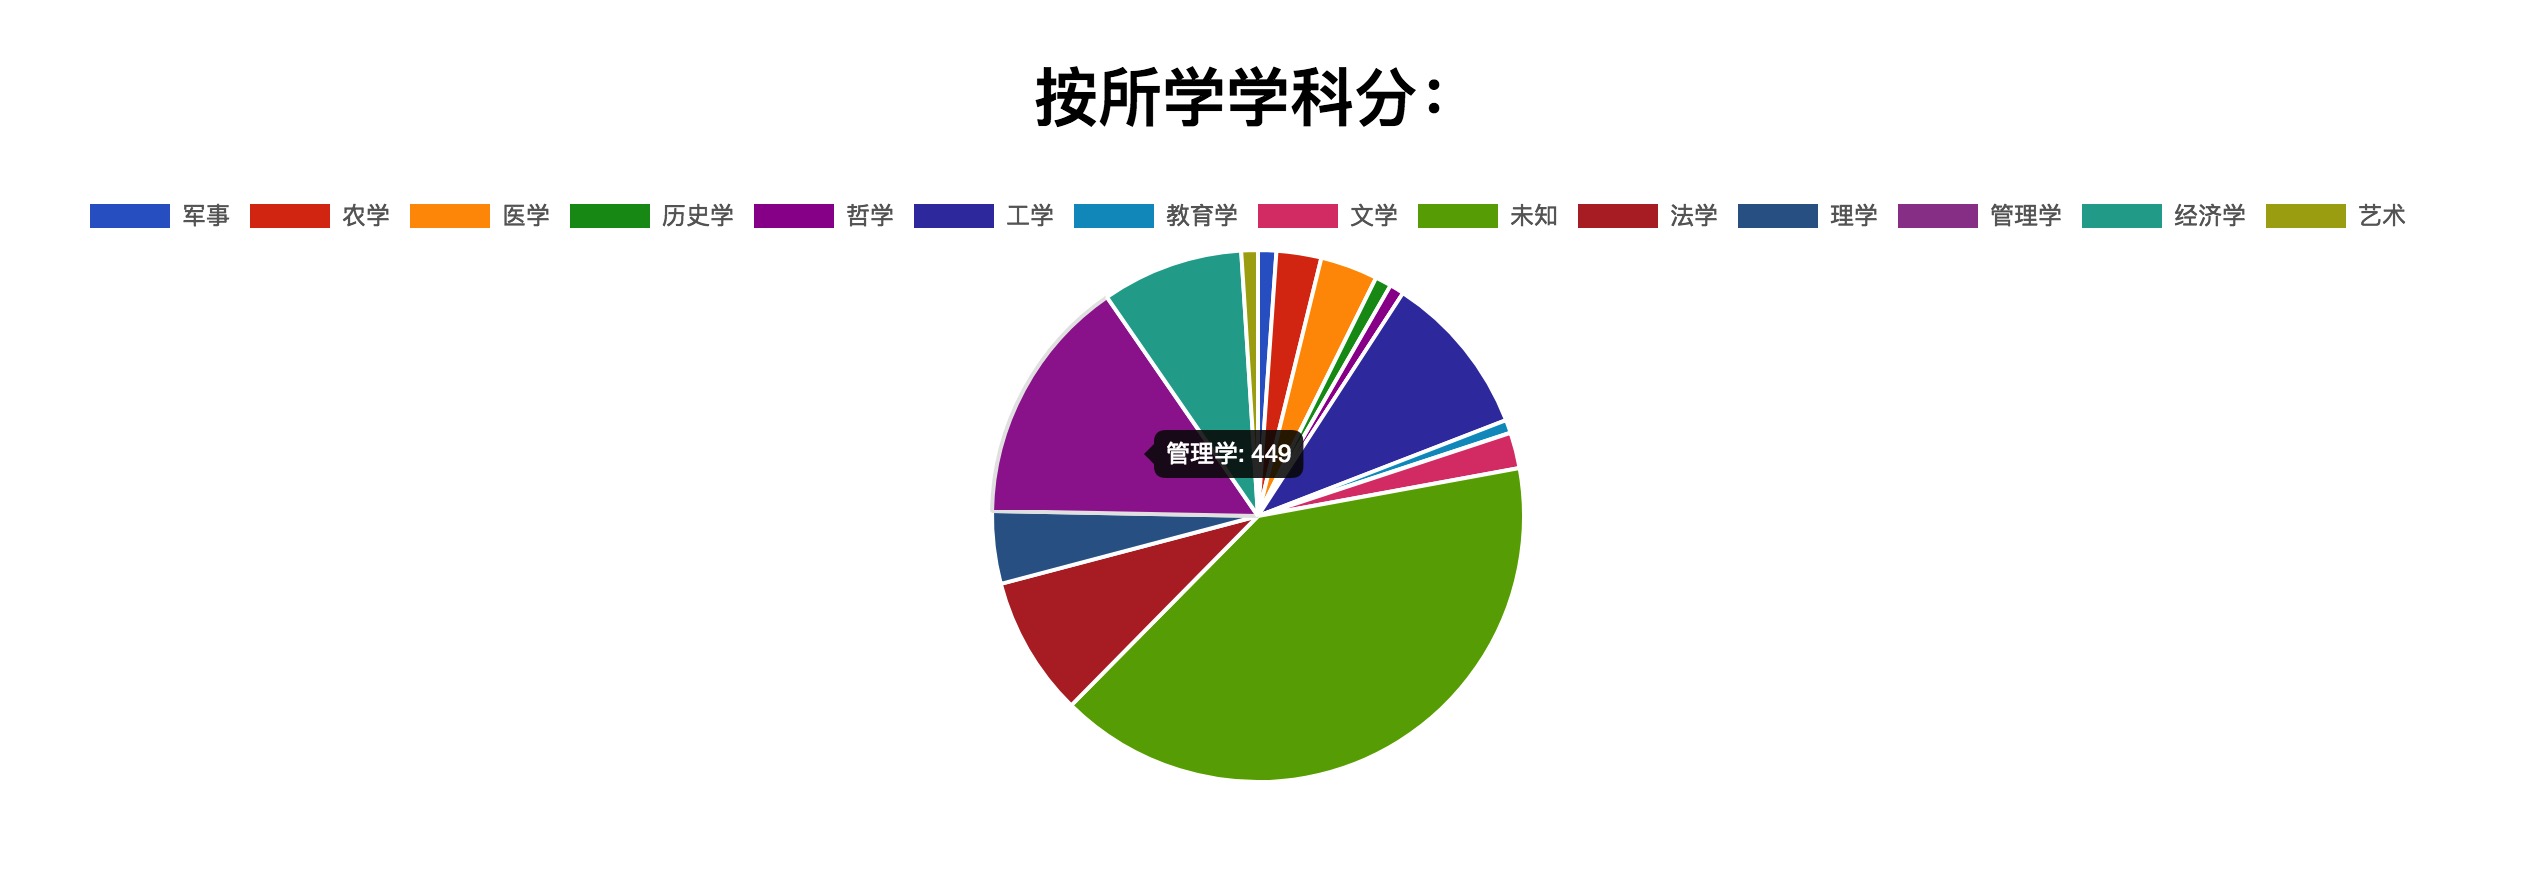 按所学学科分：
军事 农学 医学 历史学 哲学 工学 教育学 文学 未知 法学 理学 管理学 经济学 艺术
管理学: 449